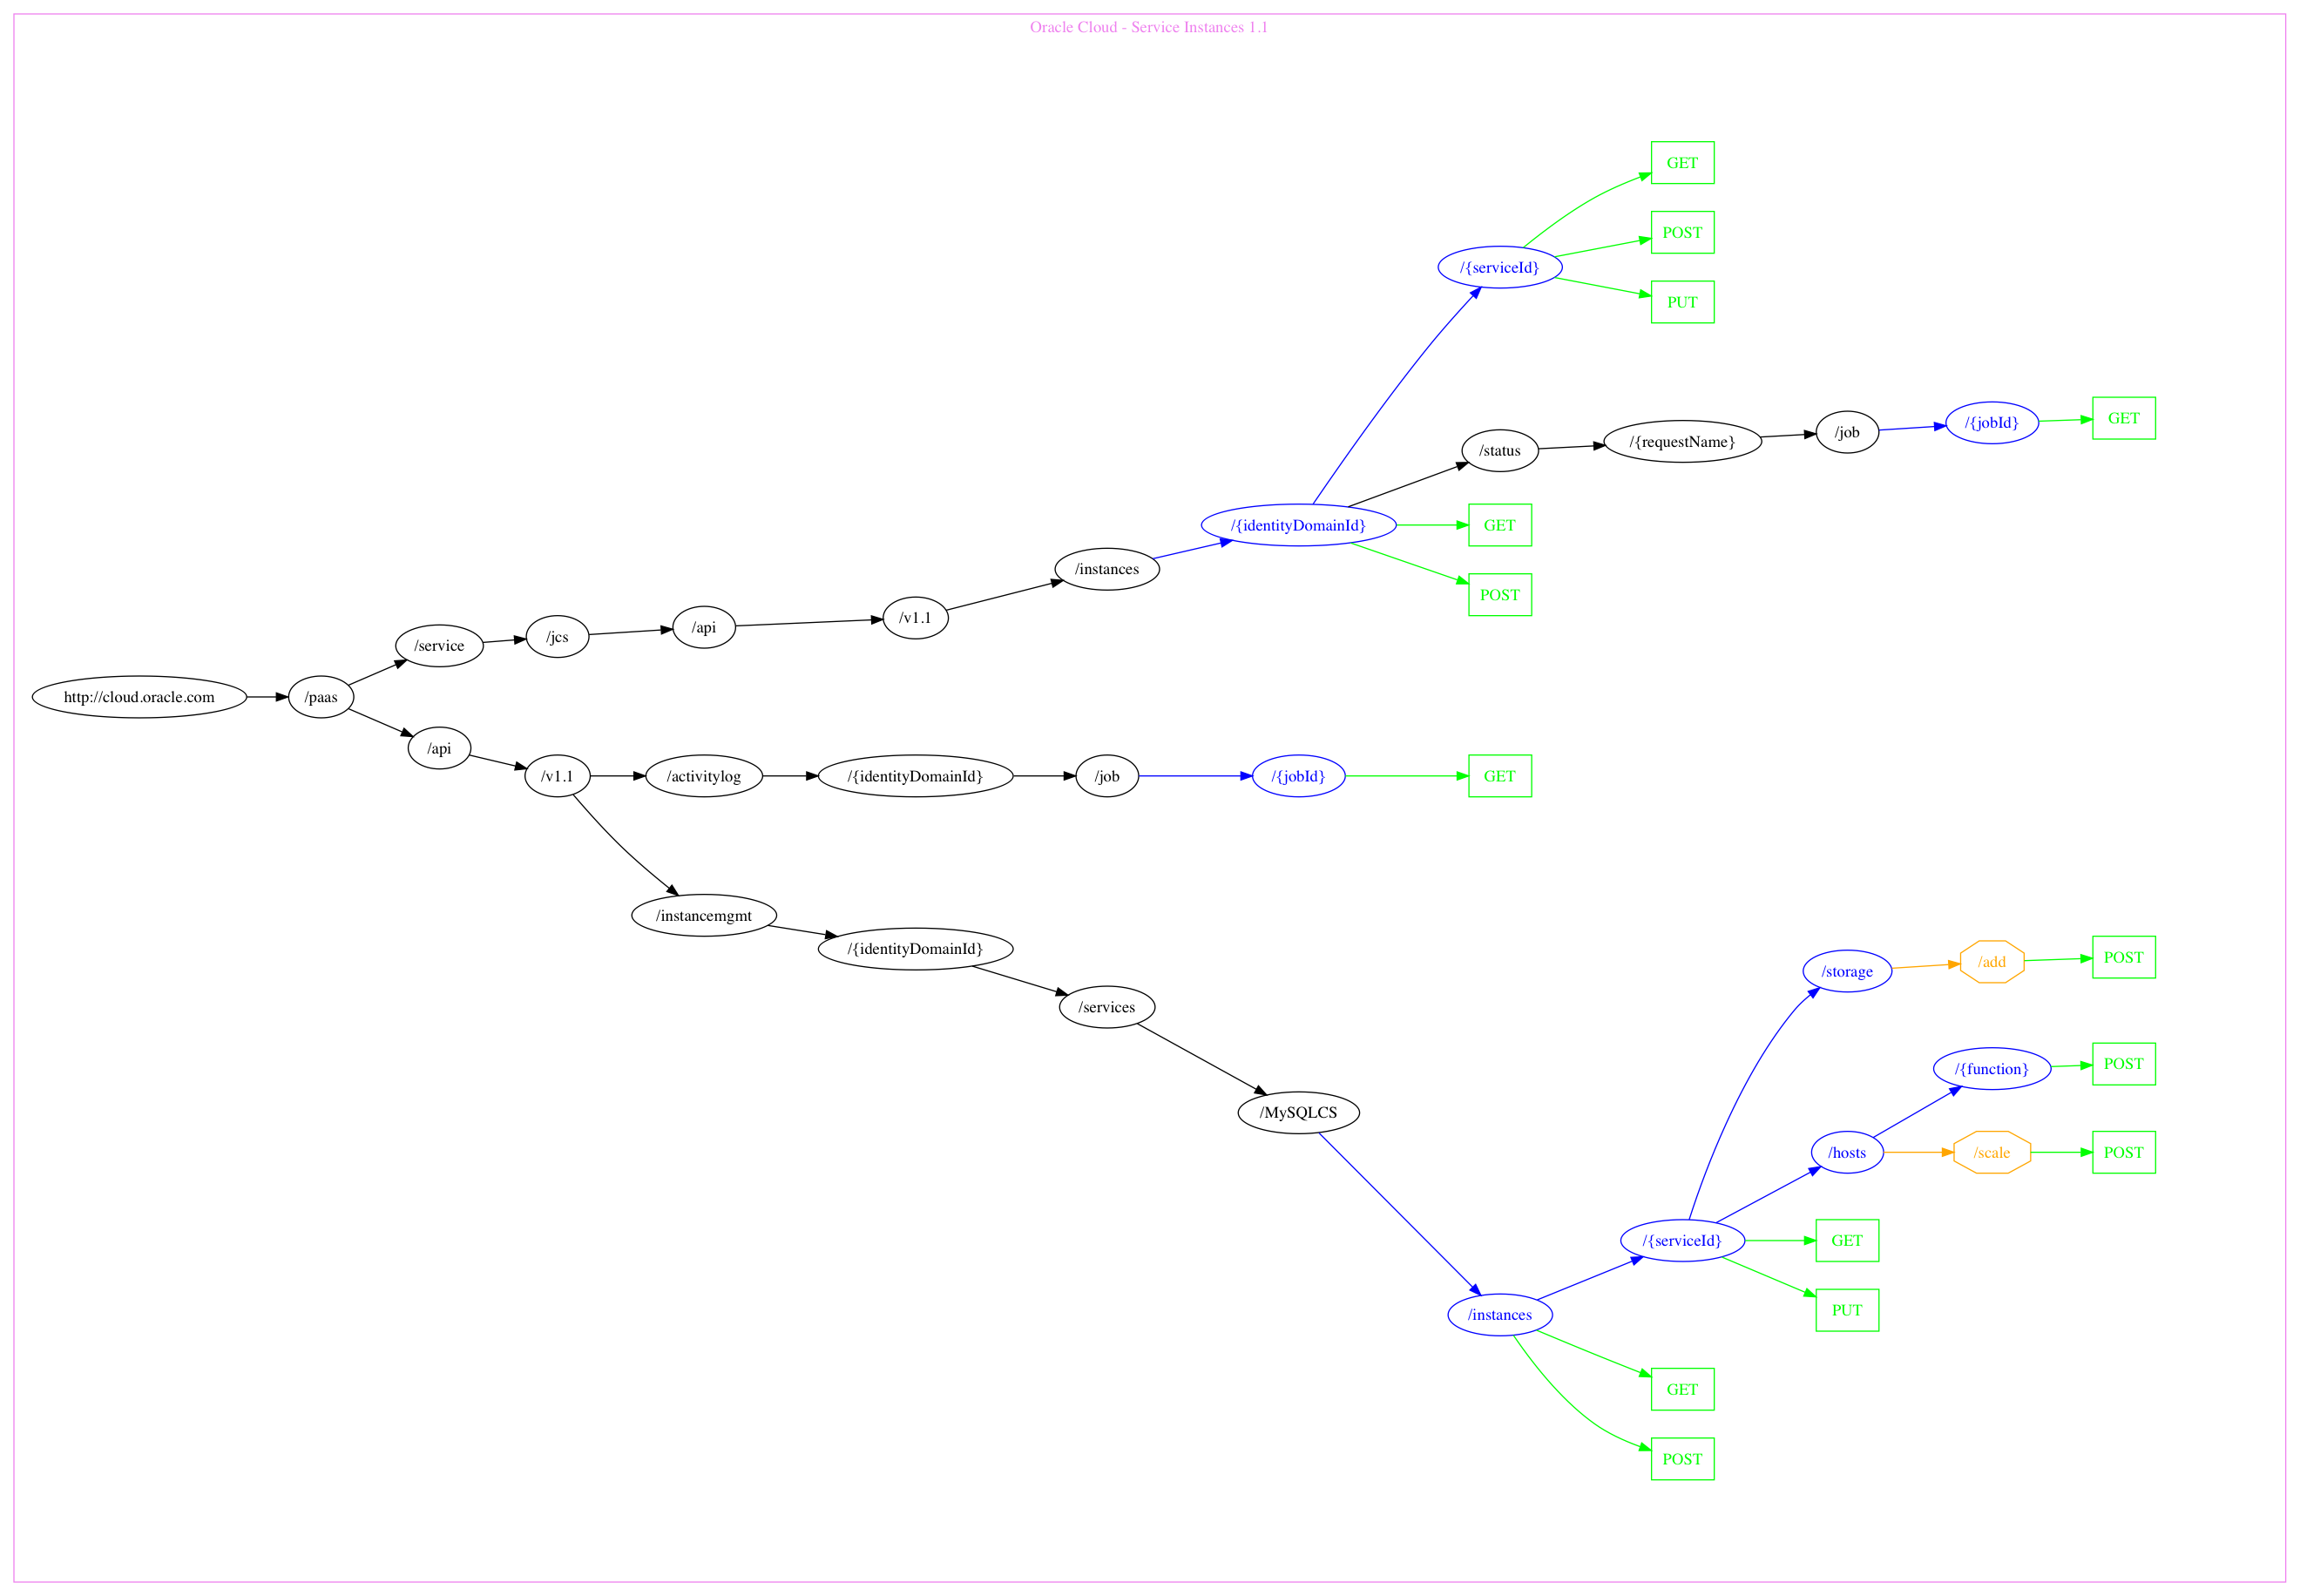 Oracle Cloud - Service Instances 1.1
GET
POST
/{serviceId}
PUT
GET
/{jobId}
/job
/{requestName}
/status
/{identityDomainId}
GET
/instances
POST
/v1.1
/api
/jcs
/service
http://cloud.oracle.com
/paas
/api
/v1.1
/activitylog
/{identityDomainId}
/job
/{jobId}
GET
/instancemgmt
/{identityDomainId}
/services
/storage
/add
POST
/{function}
POST
/MySQLCS
/hosts
/scale
POST
/{serviceId}
GET
/instances
PUT
GET
POST